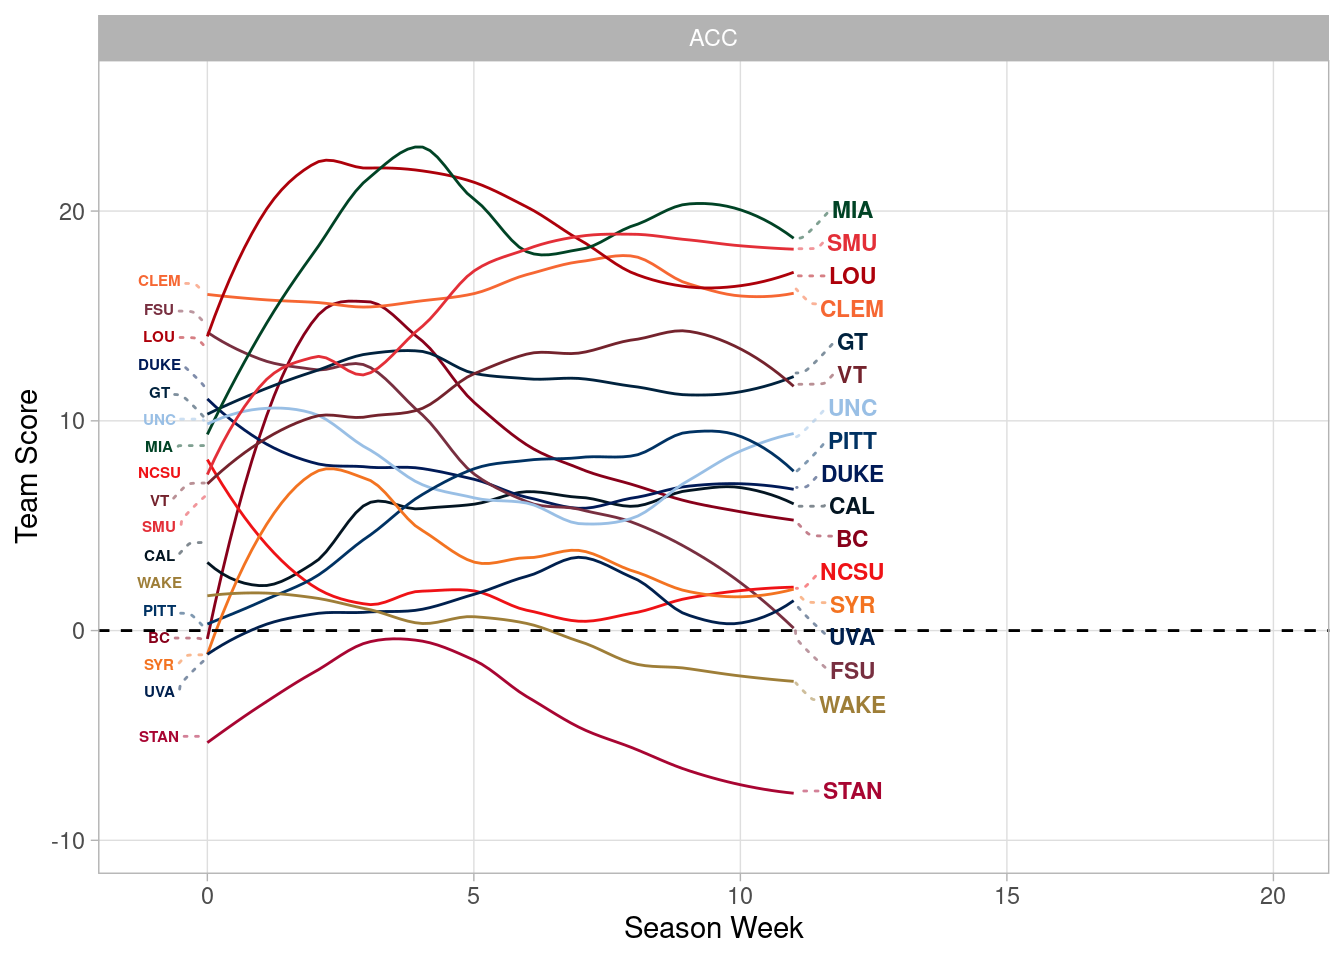 ACC
Team Score
20
10
0
-10
CLEM
FSU
LOU
DUKE
GT
UNC
MIA
NCSU
VT
SMU
CAL
WAKE
PITT
BC
SYR
UVA
STAN
MIA
SMU
LOU
CLEM
GT
VT
UNC
PITT
DUKE
CAL
BC
NCSU
SYR
UVA
FSU
WAKE
STAN
0 5 10 15 20
Season Week